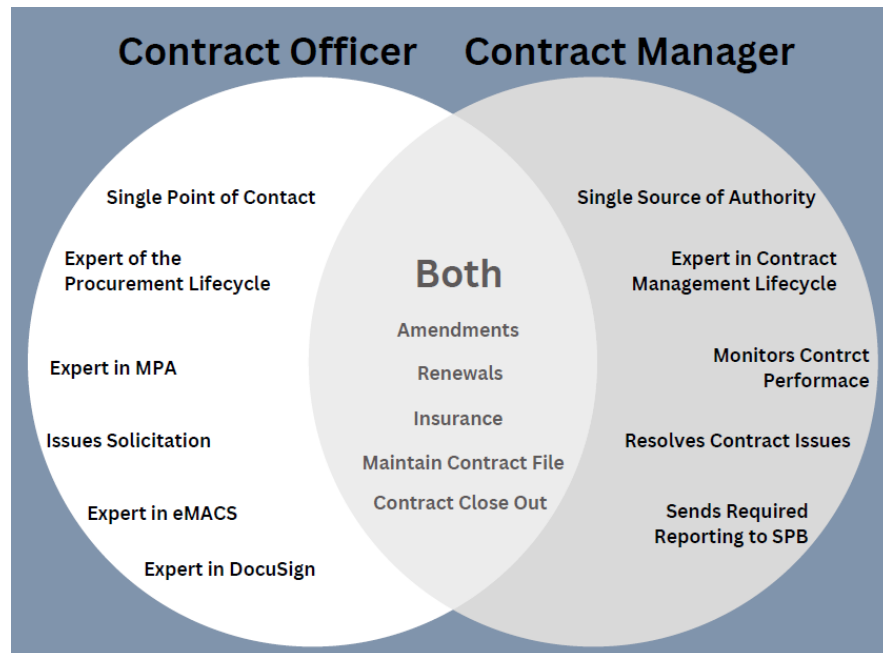 Contract Officer
Contract Manager
Single Point of Contact
Expert of the
Procurement Lifecycle
Expert in MPA
Issues Solicitation
Expert in eMACS
Expert in DocuSign
Both
Amendments
Renewals
Insurance
Maintain Contract File
Contract Close Out
Single Source of Authority
Expert in Contract
Management Lifecycle
Monitors Contrct
Performace
Resolves Contract Issues
Sends Required
Reporting to SPB